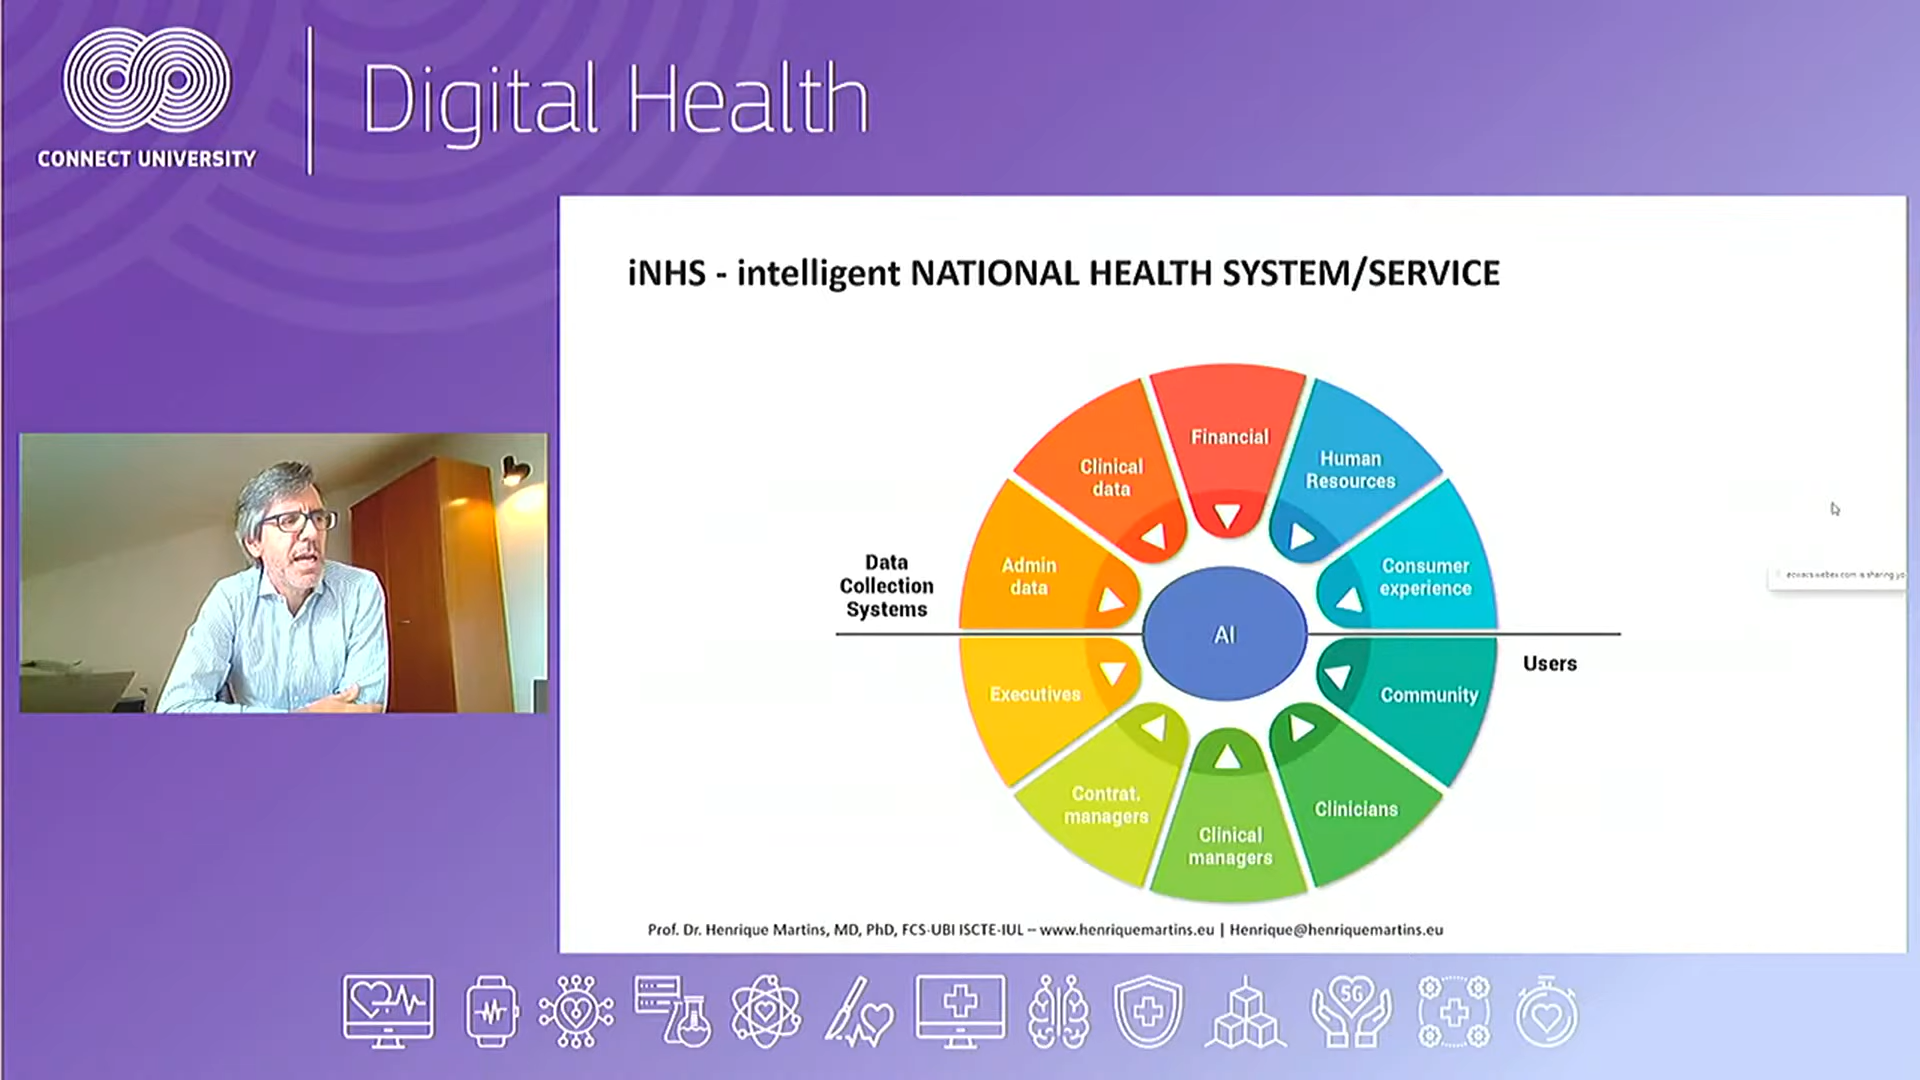 CONNECT UNIVERSITY
Digital Health
iNHS - intelligent NATIONAL HEALTH SYSTEM/SERVICE
Financial
Clinical
data
Human
Resources
Data
Collection
Systems
Admin
data
Consumer
experience
AI
Users
Executives
Community
Contrat.
managers
Clinicians
Clinical
managers
Prof. Dr. Henrique Martins, MD, PhD, FCS-UBI ISCTE-IUL – www.henriquemartins.eu | Henrique@henriquemartins.eu
5G